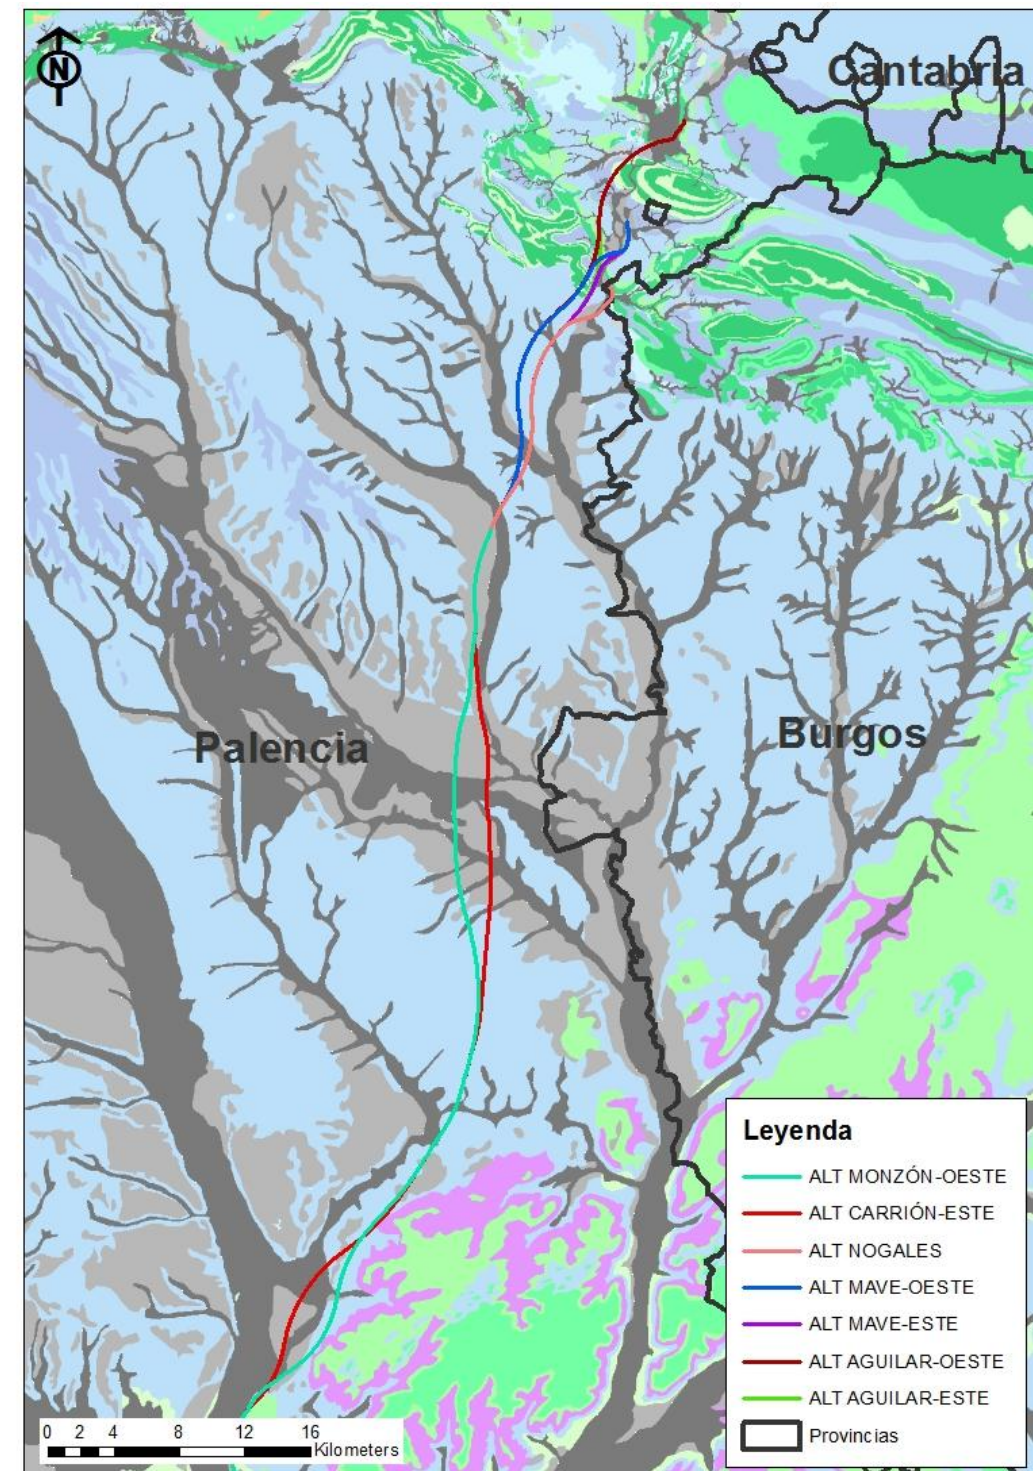 N
Cantabria
Palencia
Burgos
Leyenda
ALT MONZÓN-OESTE
ALT CARRIÓN-ESTE
ALT NOGALES
ALT MAVE-OESTE
ALT MAVE-ESTE
ALT AGUILAR-OESTE
ALT AGUILAR-ESTE
Provincias
0 2 4 8 12 16
Kilometers